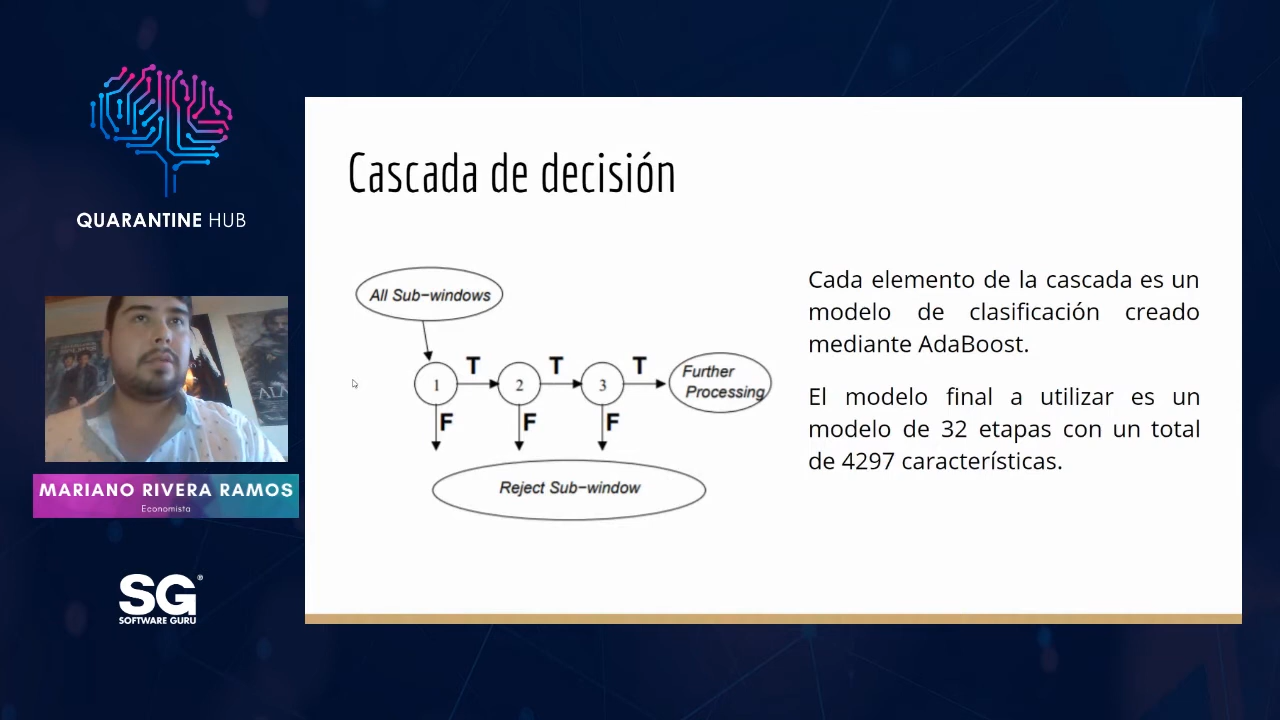 QUARANTINE HUB
MARIANO RIVERA RAMOS
Economista
SG®
SOFTWARE GURU
Cascada de decisión
All Sub-windows
1
T
2
T
3
T
Further
Processing
F
F
F
Reject Sub-window
Cada elemento de la cascada es un
modelo de clasificación creado
mediante AdaBoost.
El modelo final a utilizar es un
modelo de 32 etapas con un total
de 4297 características.